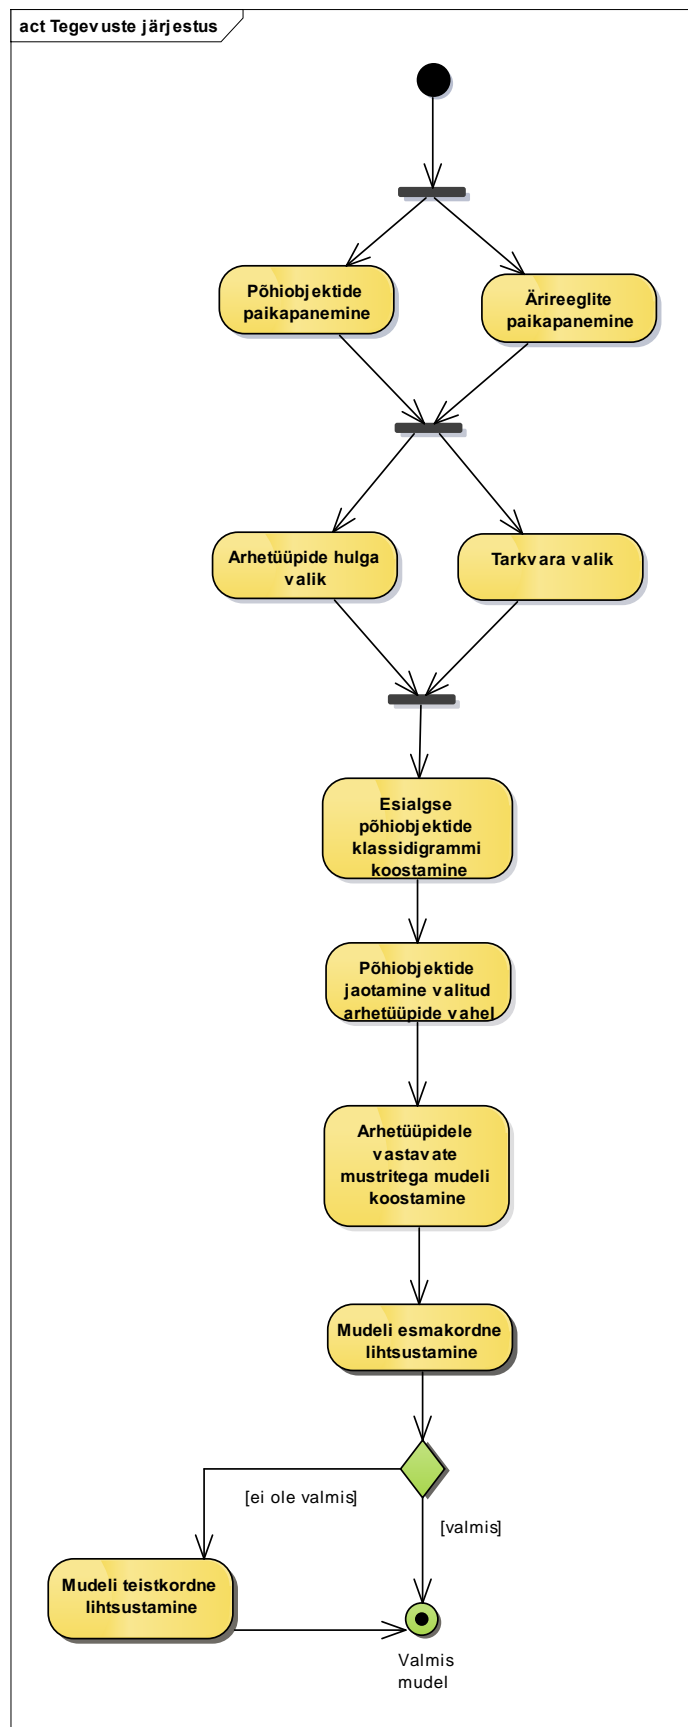 act Tegevuste järjestus
Põhiobjektide
paikapanemine
Ärireeglite
paikapanemine
Arhetüüpide hulga
valik
Tarkvara valik
Esialgse
põhiobjektide
klassidigrammi
koostamine
Põhiobjektide
jaotamine valitud
arhetüüpide vahel
Arhetüüpidele
vastavate
mustritega mudeli
koostamine
Mudeli esmakordne
lihtsustamine
[ei ole valmis]
[valmis]
Mudeli teistkordne
lihtsustamine
Valmis
mudel